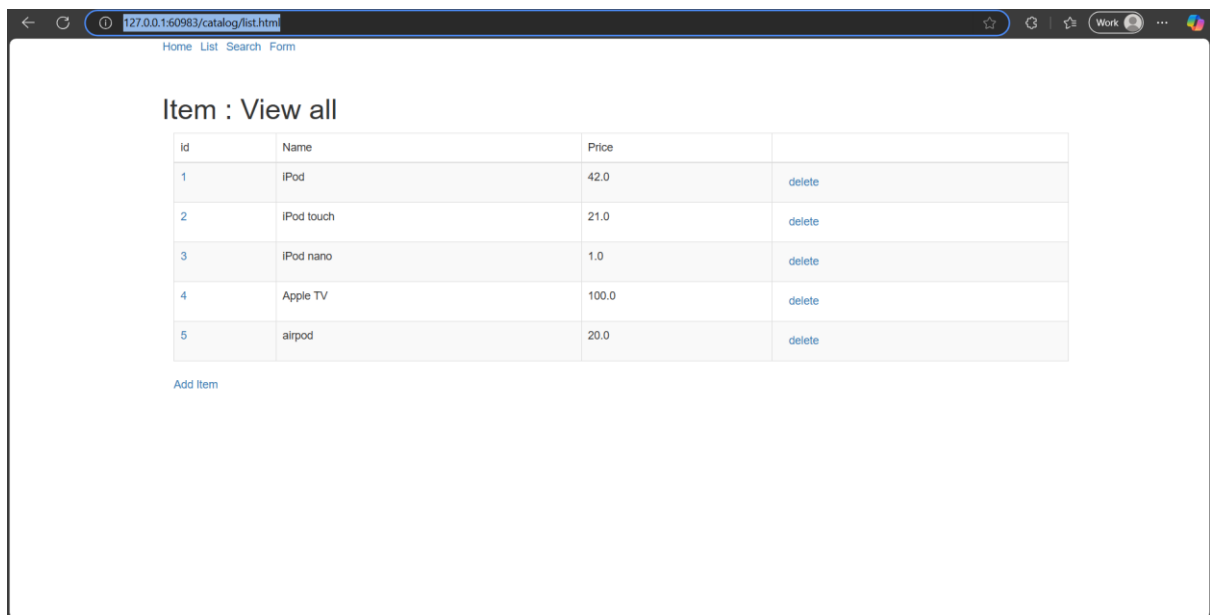 127.0.0.1:60983/catalog/list.html
Work
Home List Search Form
Item : View all
id Name Price
1 iPod 42.0 delete
2 iPod touch 21.0 delete
3 iPod nano 1.0 delete
4 Apple TV 100.0 delete
5 airpod 20.0 delete
Add Item